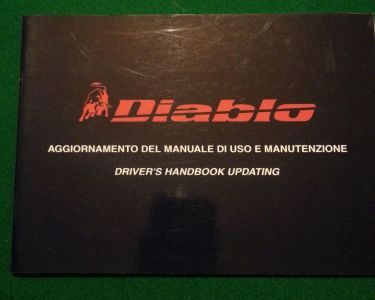 Diablo
AGGIORNAMENTO DEL MANUALE DI USO E MANUTENZIONE
DRIVER'S HANDBOOK UPDATING